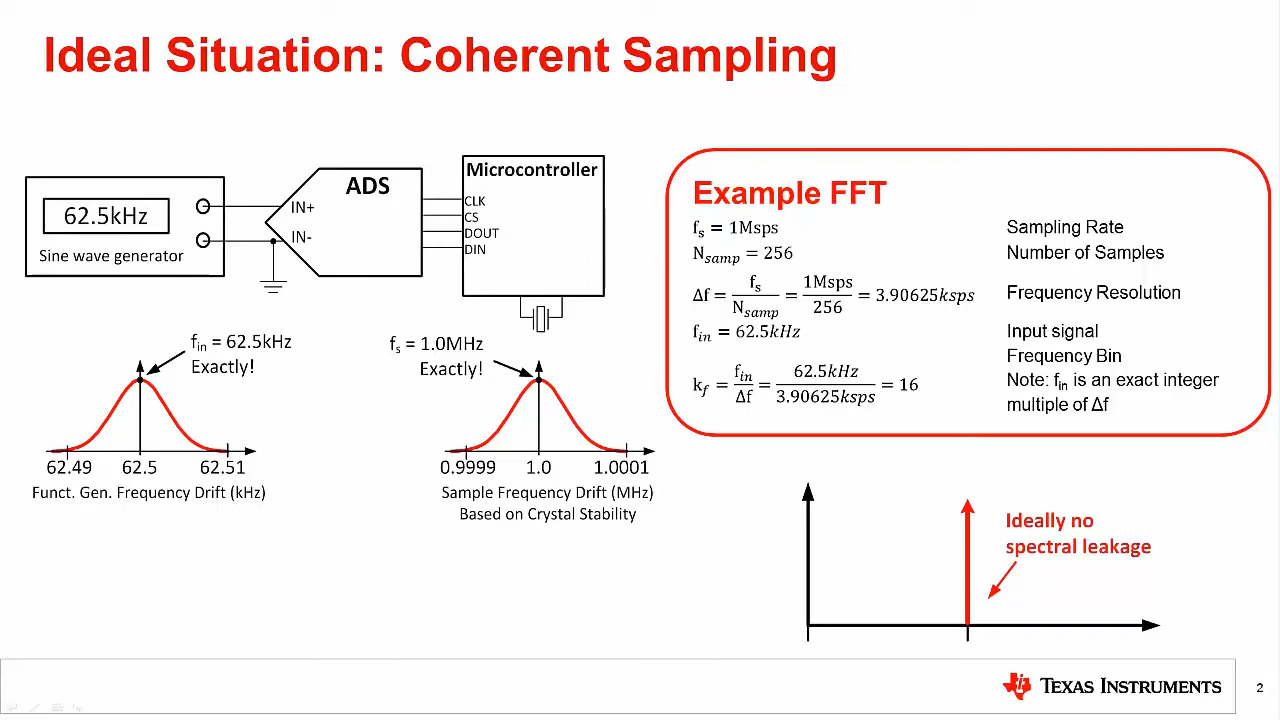 Ideal Situation: Coherent Sampling
62.5kHz
Sine wave generator
ADS
IN+
IN-
Microcontroller
CLK
CS
DOUT
DIN
f_in = 62.5kHz
Exactly!
62.49 62.5 62.51
Funct. Gen. Frequency Drift (kHz)
f_s = 1.0MHz
Exactly!
0.9999 1.0 1.0001
Sample Frequency Drift (MHz)
Based on Crystal Stability
Example FFT
f_s = 1Msps Sampling Rate
N_samp = 256 Number of Samples
Δf = f_s / N_samp = 1Msps / 256 = 3.90625ksps Frequency Resolution
f_in = 62.5kHz Input signal
k_f = f_in / Δf = 62.5kHz / 3.90625ksps = 16 Frequency Bin
Note: f_in is an exact integer
multiple of Δf
Ideally no
spectral leakage
TEXAS INSTRUMENTS
2